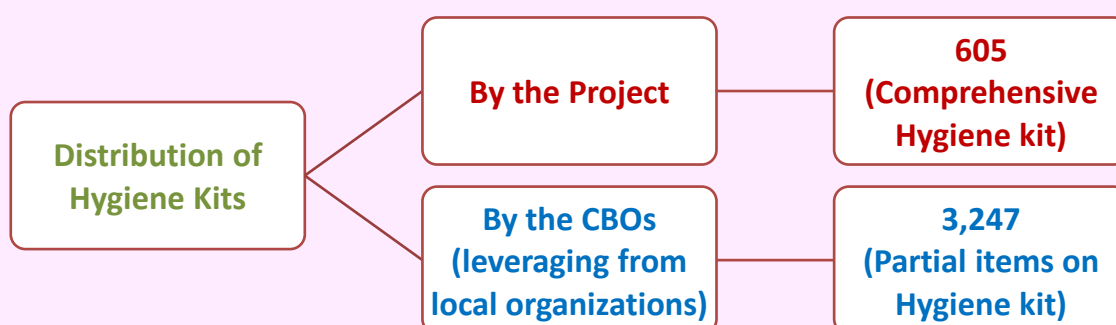 Distribution of
Hygiene Kits
By the Project
605
(Comprehensive
Hygiene kit)
By the CBOs
(leveraging from
local organizations)
3,247
(Partial items on
Hygiene kit)